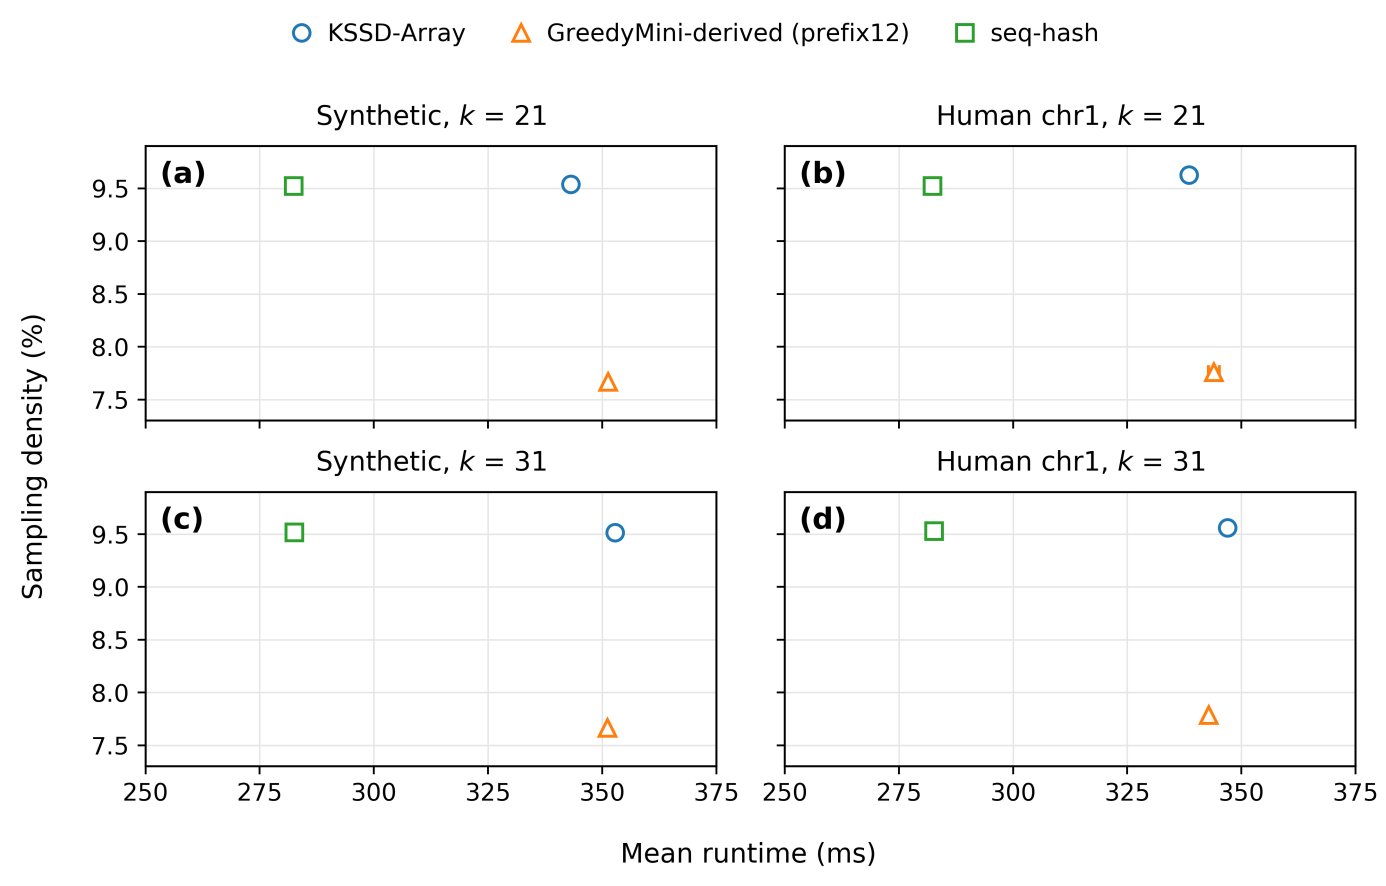 KSSD-Array GreedyMini-derived (prefix12) seq-hash
Synthetic, k = 21
Human chr1, k = 21
(a)
(b)
9.5
9.0
8.5
8.0
7.5
Synthetic, k = 31
Human chr1, k = 31
(c)
(d)
9.5
9.0
8.5
8.0
7.5
250 275 300 325 350 375
250 275 300 325 350 375
Sampling density (%)
Mean runtime (ms)